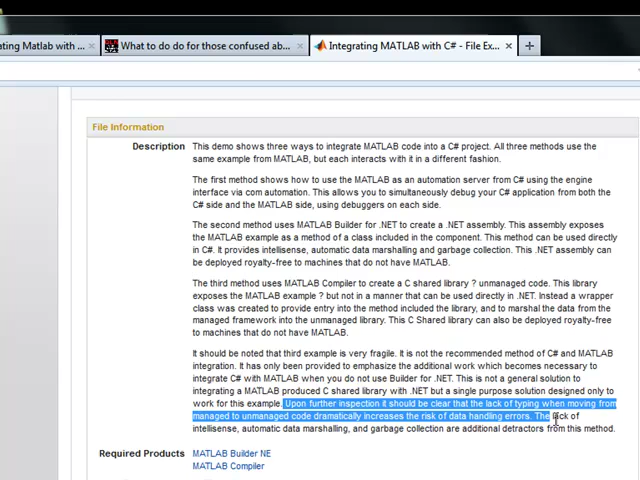 ating Matlab with ...
What to do do for those confused ab...
Integrating MATLAB with C# - File Ex...
File Information
Description
This demo shows three ways to integrate MATLAB code into a C# project. All three methods use the
same example from MATLAB, but each interacts with it in a different fashion.
The first method shows how to use the MATLAB as an automation server from C# using the engine
interface via com automation. This allows you to simultaneously debug your C# application from both the
C# side and the MATLAB side, using debuggers on each side.
The second method uses MATLAB Builder for .NET to create a .NET assembly. This assembly exposes
the MATLAB example as a method of a class included in the component. This method can be used directly
in C#. It provides intellisense, automatic data marshalling and garbage collection. This .NET assembly can
be deployed royalty-free to machines that do not have MATLAB.
The third method uses MATLAB Compiler to create a C shared library ? unmanaged code. This library
exposes the MATLAB example ? but not in a manner that can be used directly in .NET. Instead a wrapper
class was created to provide entry into the method included the library, and to marshal the data from the
managed framework into the unmanaged library. This C Shared library can also be deployed royalty-free
to machines that do not have MATLAB.
It should be noted that third example is very fragile. It is not the recommended method of C# and MATLAB
integration. It has only been provided to emphasize the additional work which becomes necessary to
integrate C# with MATLAB when you do not use Builder for .NET. This is not a general solution to
integrating a MATLAB produced C shared library with .NET but a single purpose solution designed only to
work for this example. Upon further inspection it should be clear that the lack of typing when moving from
managed to unmanaged code dramatically increases the risk of data handling errors. The lack of
intellisense, automatic data marshalling, and garbage collection are additional detractors from this method.
Required Products
MATLAB Builder NE
MATLAB Compiler